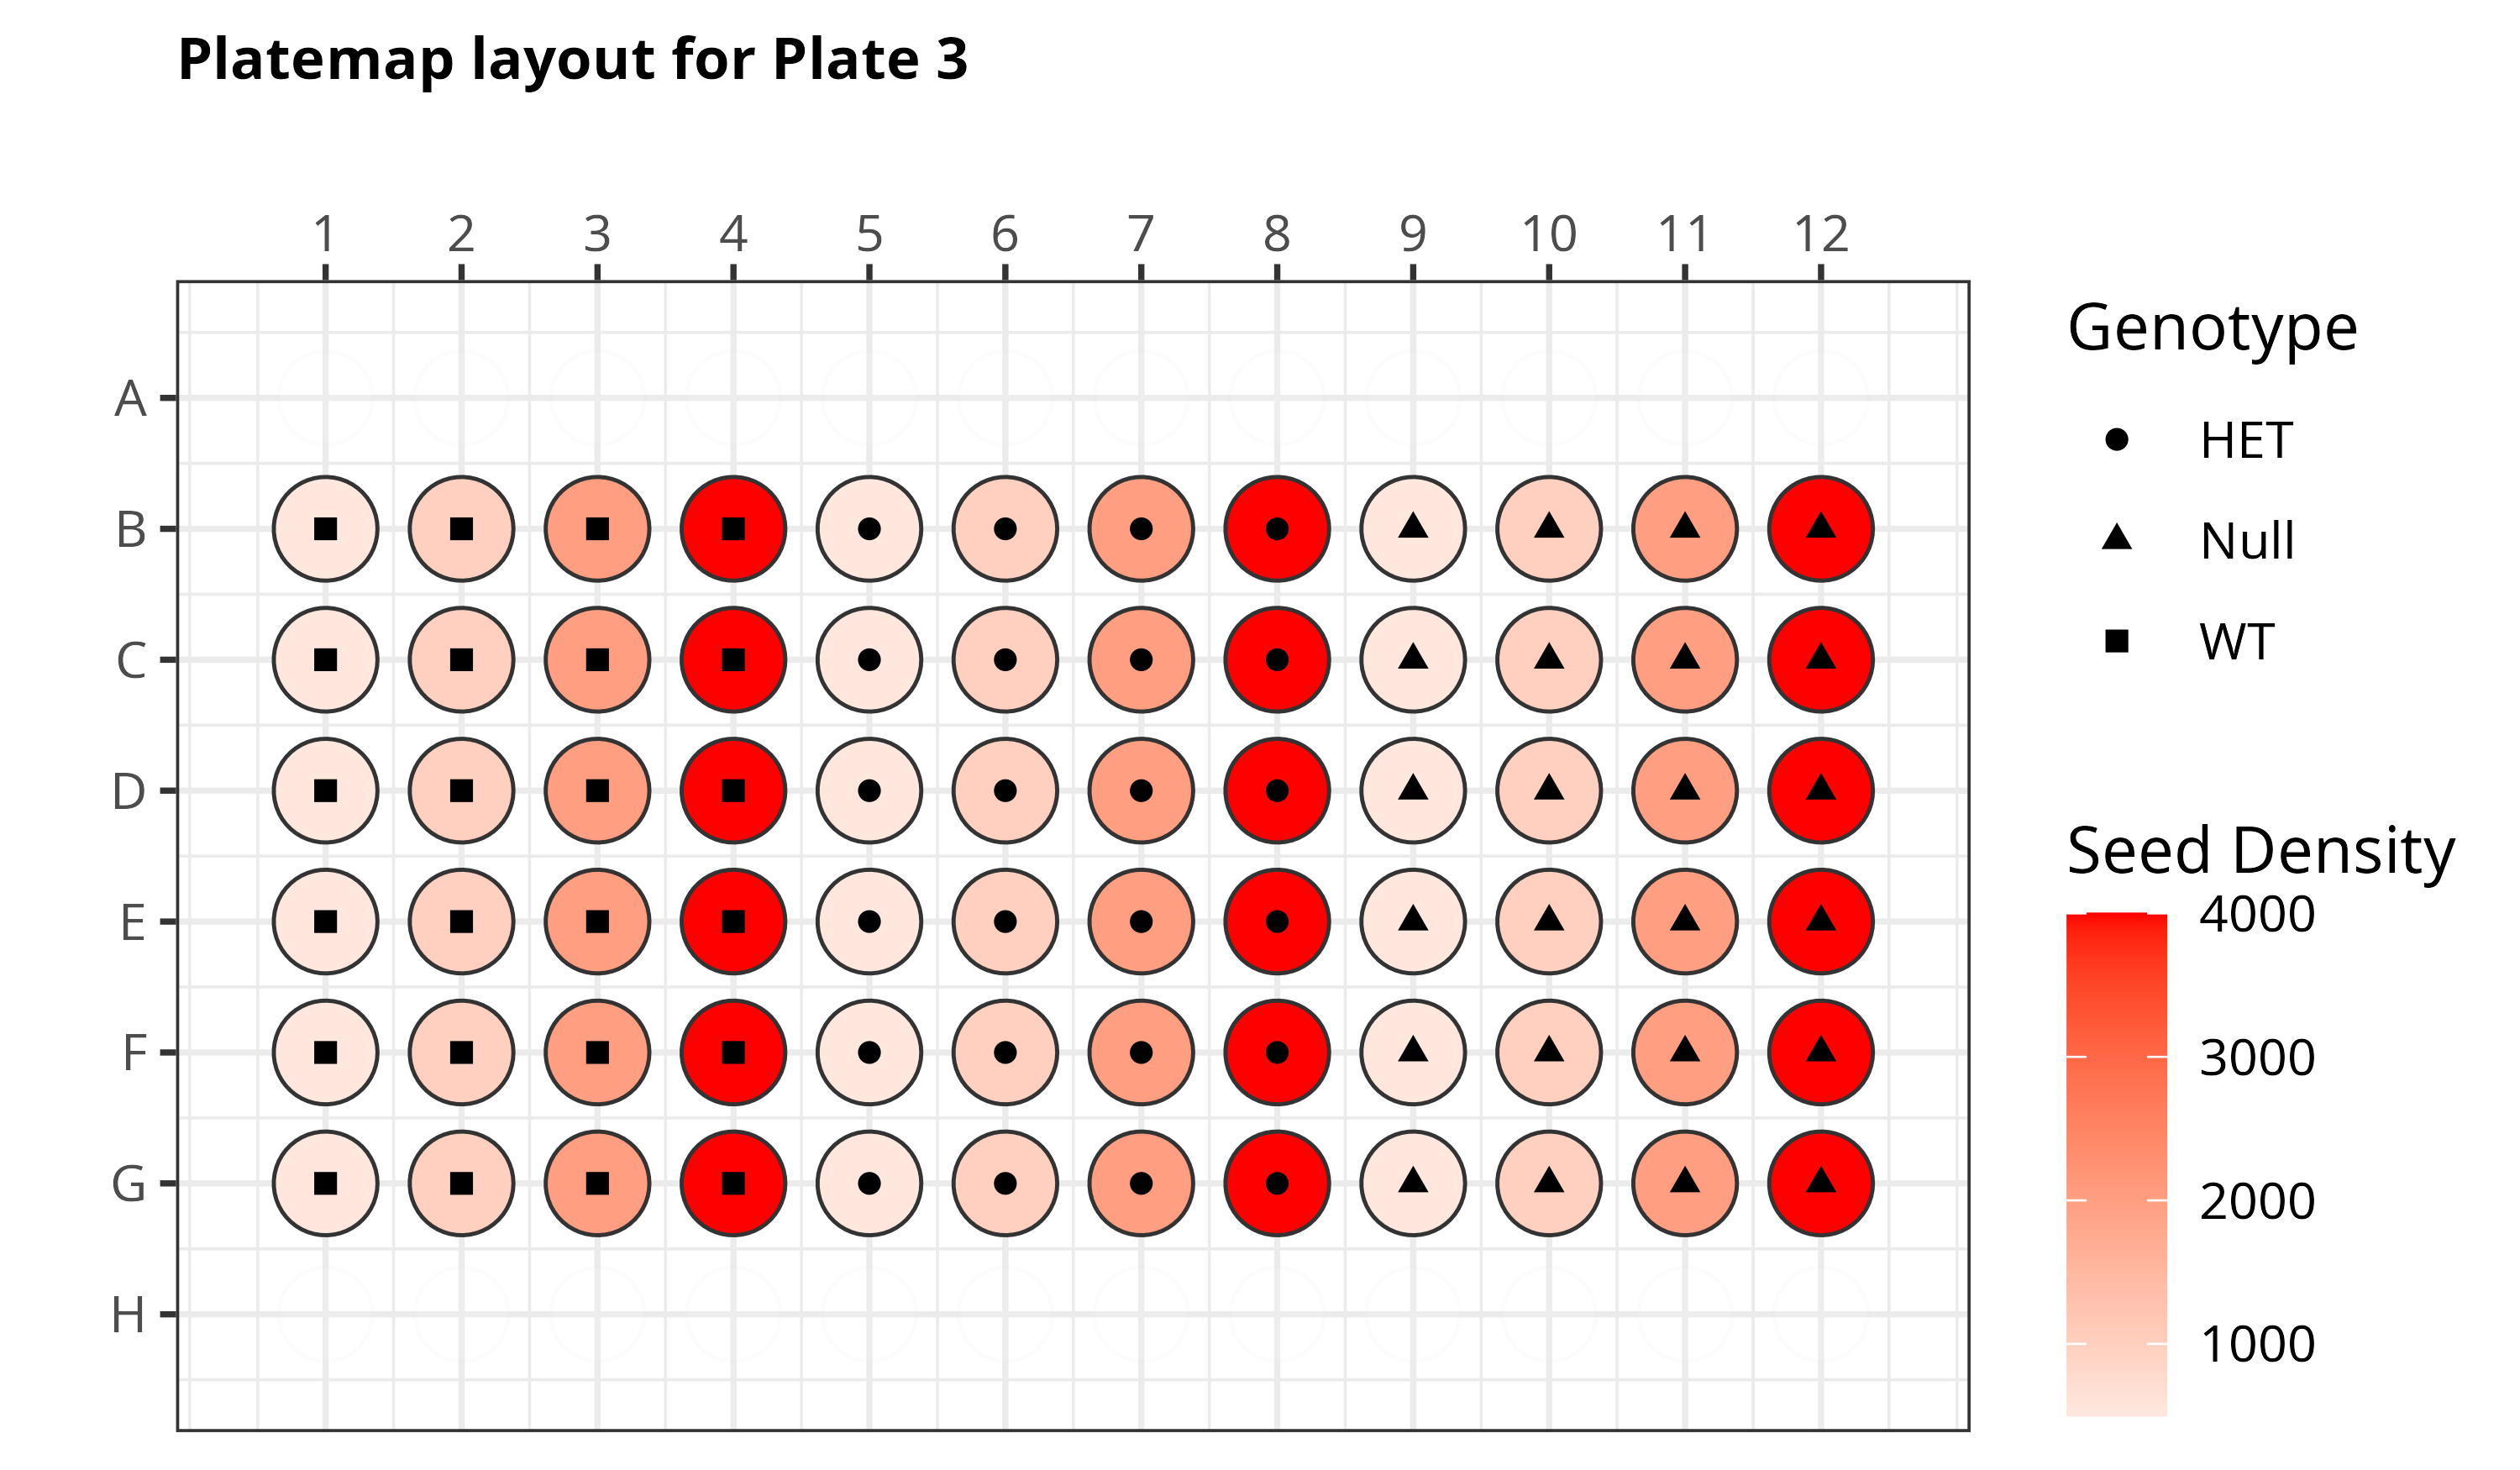 Platemap layout for Plate 3
1 2 3 4 5 6 7 8 9 10 11 12
A
B
C
D
E
F
G
H
Genotype
HET
Null
WT
Seed Density
4000
3000
2000
1000